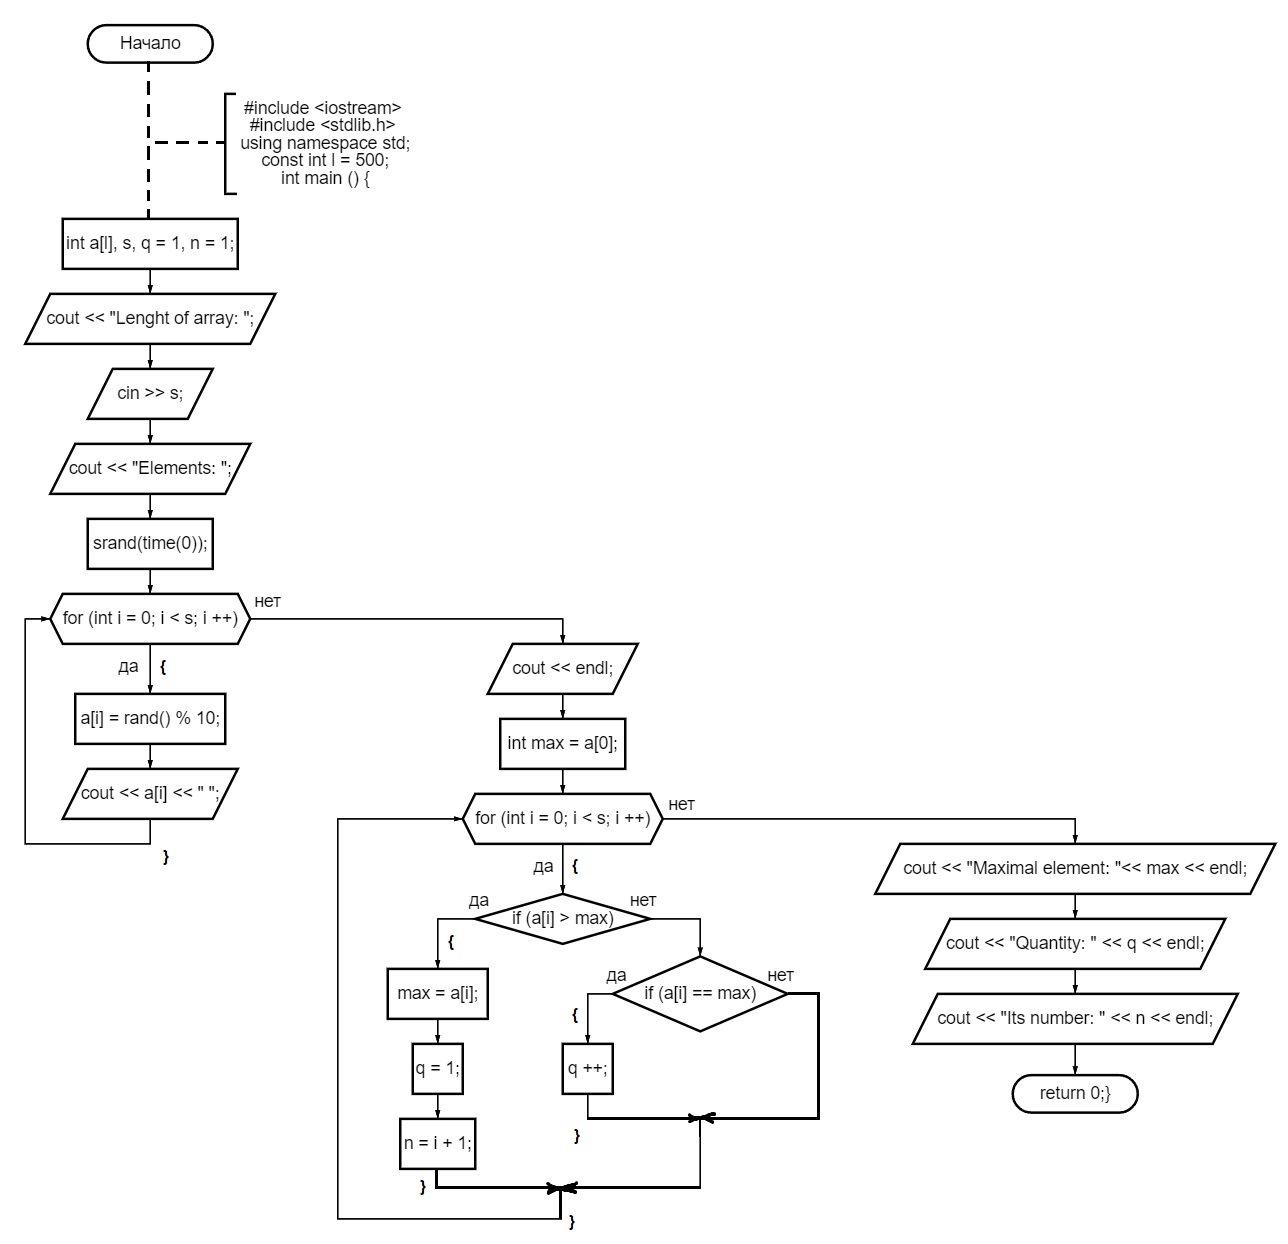 Начало
#include <iostream>
#include <stdlib.h>
using namespace std;
const int l = 500;
int main () {
int a[l], s, q = 1, n = 1;
cout << "Lenght of array: ";
cin >> s;
cout << "Elements: ";
srand(time(0));
for (int i = 0; i < s; i ++)
нет
да {
a[i] = rand() % 10;
cout << a[i] << " ";
}
cout << endl;
int max = a[0];
for (int i = 0; i < s; i ++)
нет
да {
if (a[i] > max)
да
нет
{
max = a[i];
q = 1;
n = i + 1;
}
if (a[i] == max)
да
нет
{
q ++;
}
}
cout << "Maximal element: "<< max << endl;
cout << "Quantity: " << q << endl;
cout << "Its number: " << n << endl;
return 0;}